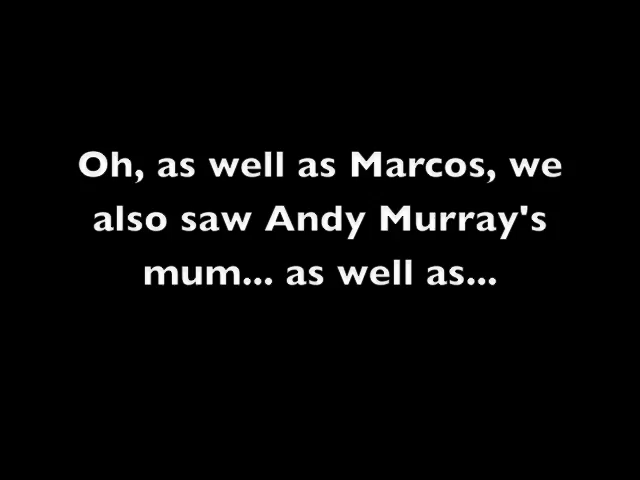 Oh, as well as Marcos, we
also saw Andy Murray's
mum... as well as...